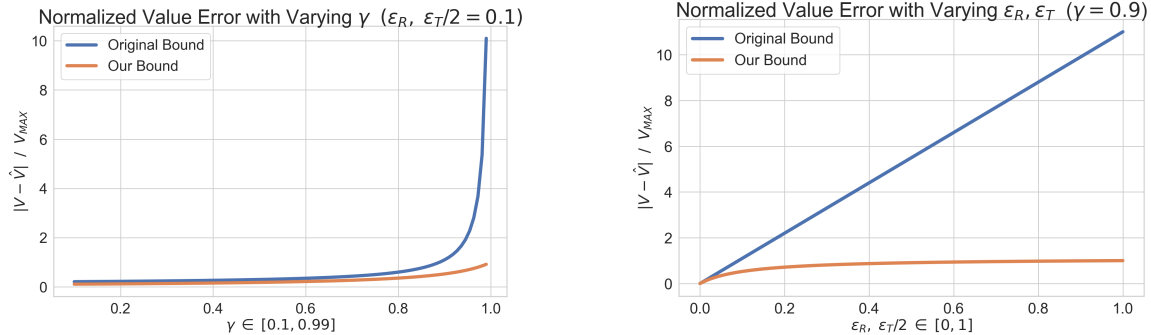 Normalized Value Error with Varying γ (ε_R, ε_T/2 = 0.1)
Original Bound
Our Bound
|V − V̂| / V_MAX
10
8
6
4
2
0
0.2 0.4 0.6 0.8 1.0
γ ∈ [0.1, 0.99]
Normalized Value Error with Varying ε_R, ε_T (γ = 0.9)
Original Bound
Our Bound
|V − V̂| / V_MAX
10
8
6
4
2
0
0.0 0.2 0.4 0.6 0.8 1.0
ε_R, ε_T/2 ∈ [0, 1]